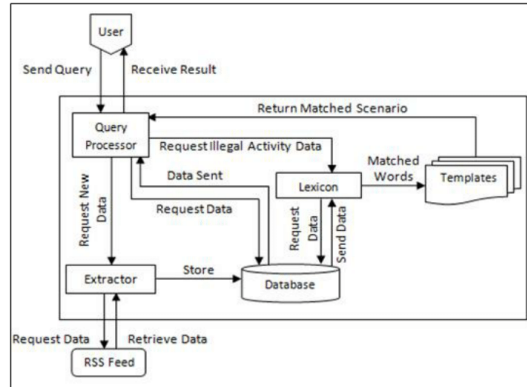 User
Send Query
Receive Result
Return Matched Scenario
Query
Processor
Request Illegal Activity Data
Matched
Words
Templates
Data Sent
Lexicon
Request New
Data
Request Data
Request
Data
Send Data
Extractor
Store
Database
Request Data
Retrieve Data
RSS Feed